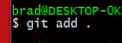 brad@DESKTOP-0K
$ git add .